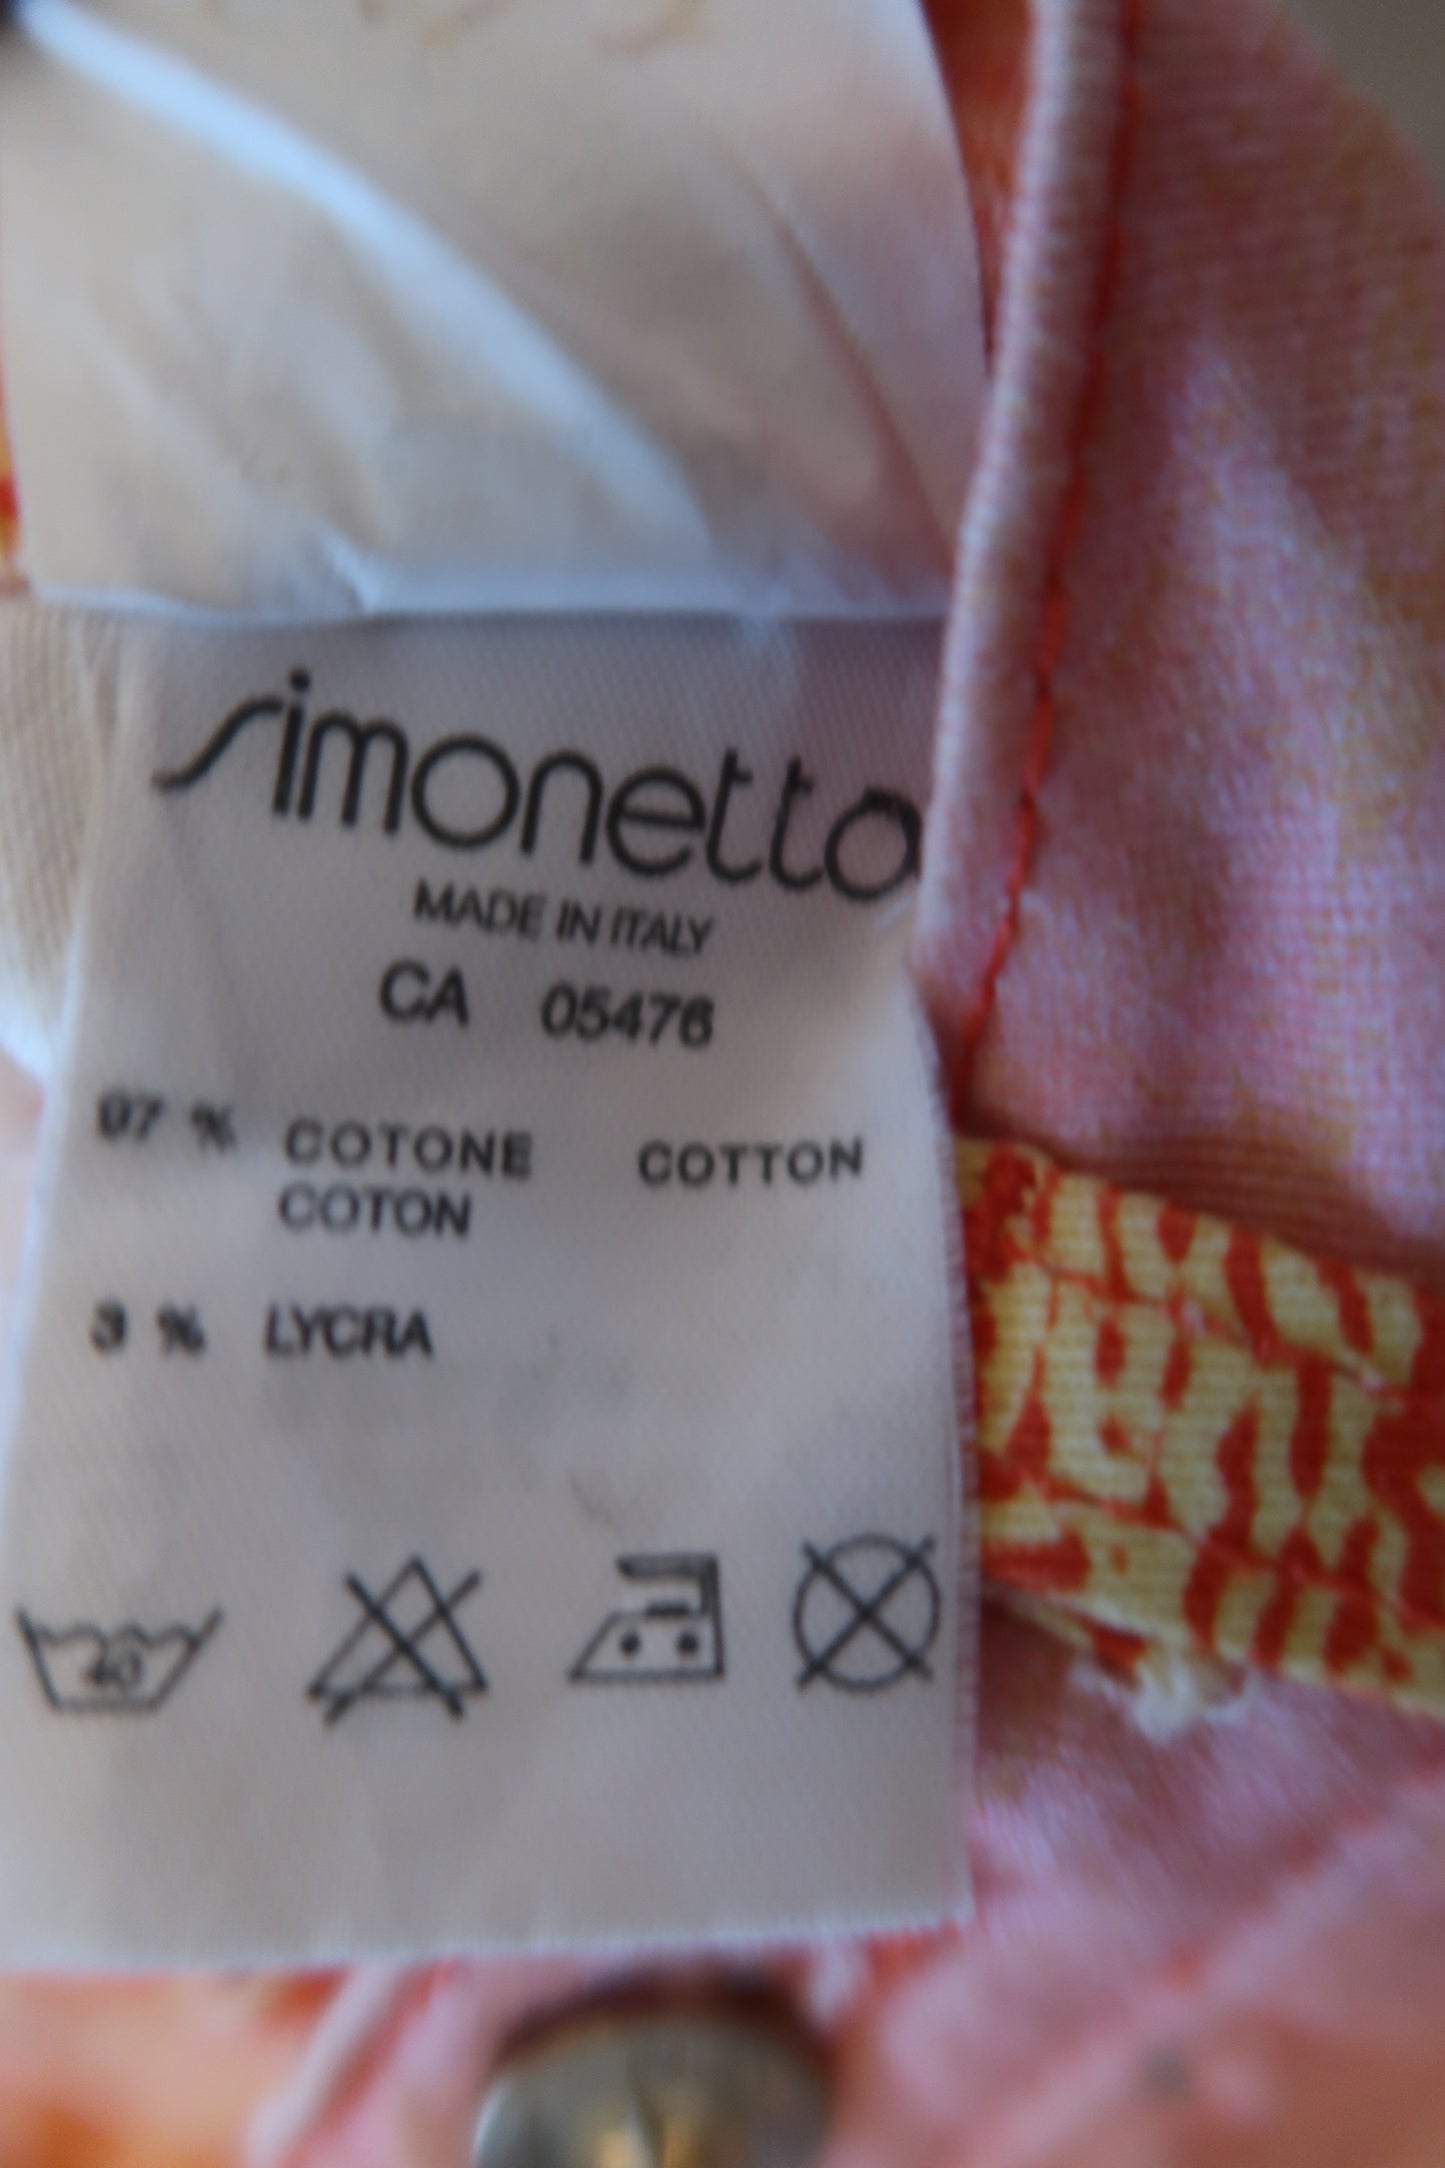 simonetta
MADE IN ITALY
CA 05476
97 % COTONE COTTON
COTON
3 % LYCRA
40